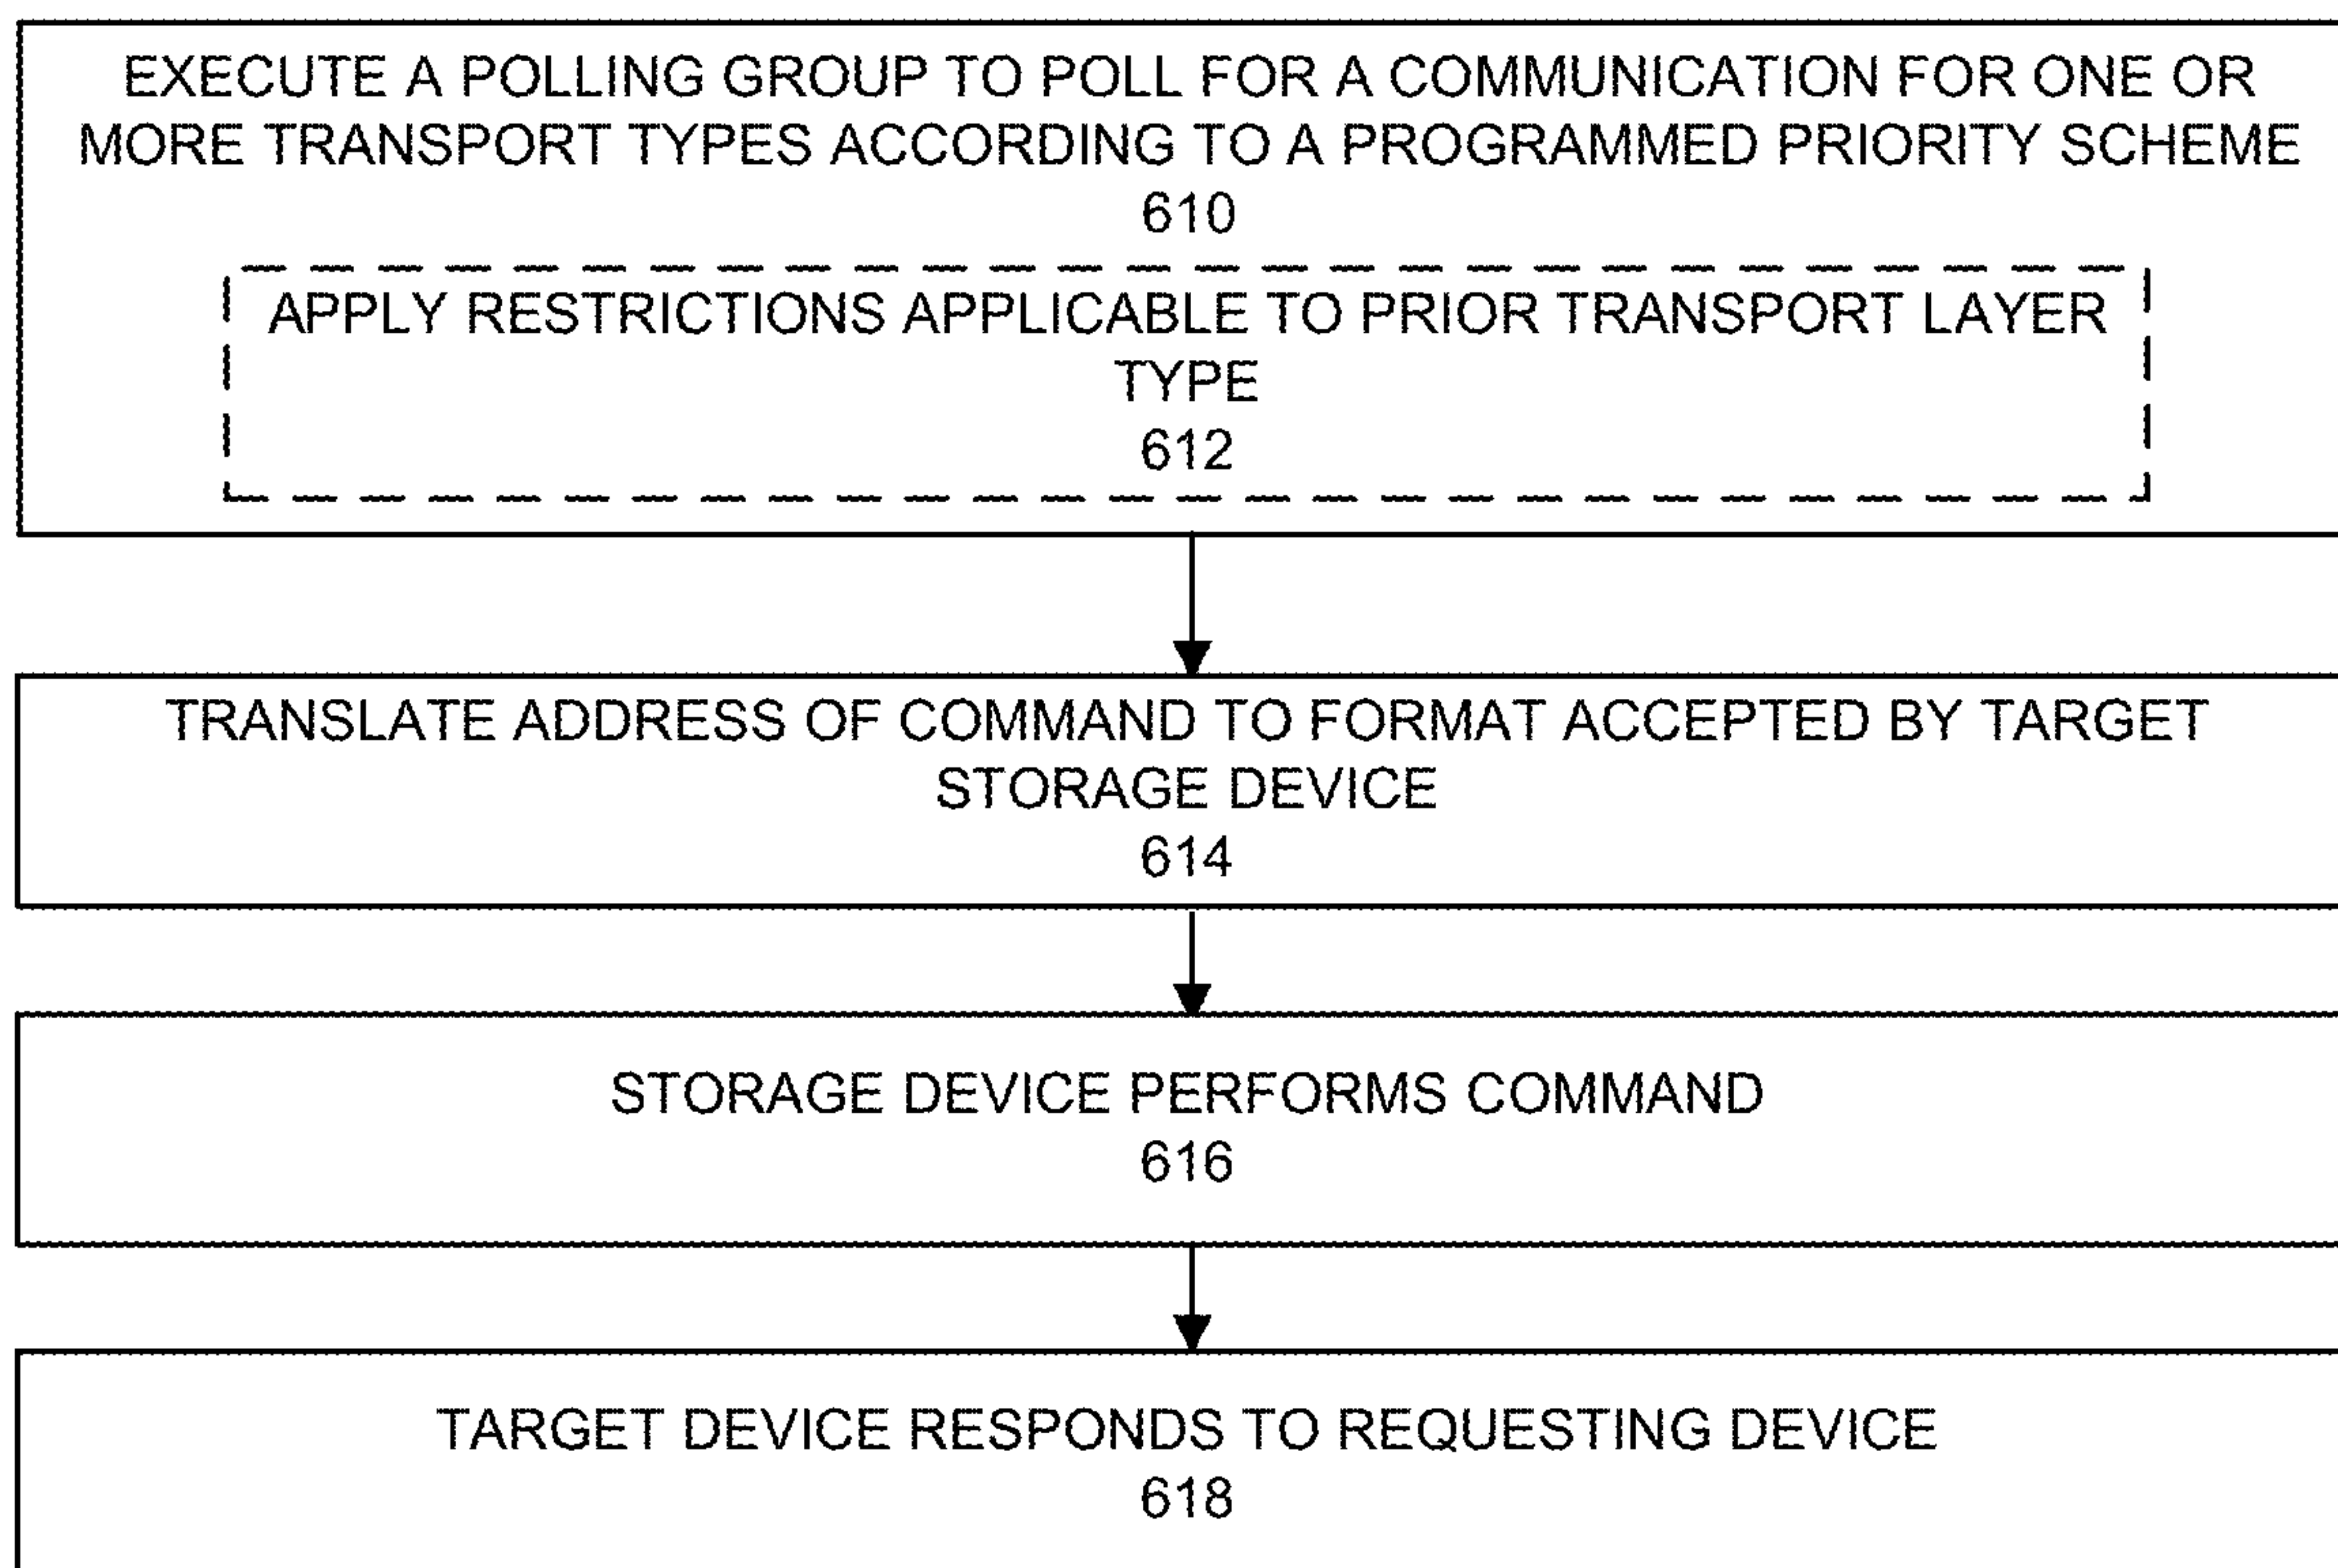 EXECUTE A POLLING GROUP TO POLL FOR A COMMUNICATION FOR ONE OR
MORE TRANSPORT TYPES ACCORDING TO A PROGRAMMED PRIORITY SCHEME
610
APPLY RESTRICTIONS APPLICABLE TO PRIOR TRANSPORT LAYER
TYPE
612
TRANSLATE ADDRESS OF COMMAND TO FORMAT ACCEPTED BY TARGET
STORAGE DEVICE
614
STORAGE DEVICE PERFORMS COMMAND
616
TARGET DEVICE RESPONDS TO REQUESTING DEVICE
618